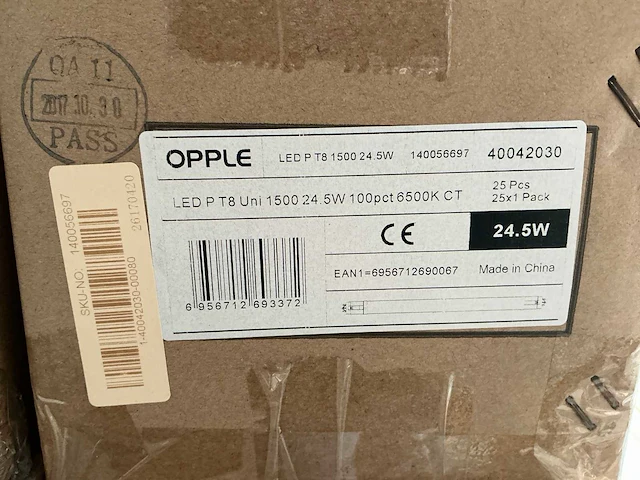 QA 11
2017.10.30
PASS
OPPLE
LED P T8 1500 24.5W
140056697
40042030
LED P T8 Uni 1500 24.5W 100pct 6500K CT
25 Pcs
25x1 Pack
CE
24.5W
EAN1=6956712690067
Made in China
6 956712 693372
SKU-NO. 140056697
1-40042030-00080
26170420